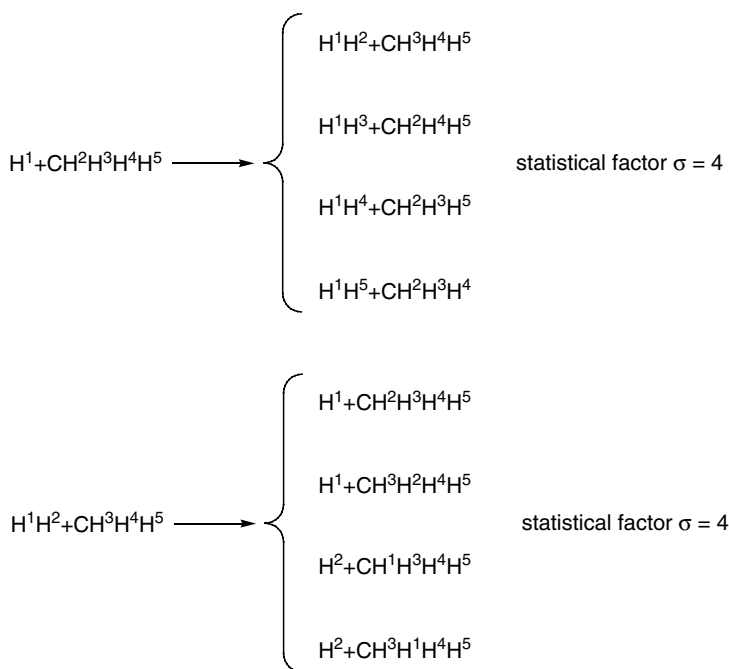 H¹H²+CH³H⁴H⁵
H¹H³+CH²H⁴H⁵
H¹+CH²H³H⁴H⁵
statistical factor σ = 4
H¹H⁴+CH²H³H⁵
H¹H⁵+CH²H³H⁴
H¹+CH²H³H⁴H⁵
H¹+CH³H²H⁴H⁵
H¹H²+CH³H⁴H⁵
statistical factor σ = 4
H²+CH¹H³H⁴H⁵
H²+CH³H¹H⁴H⁵